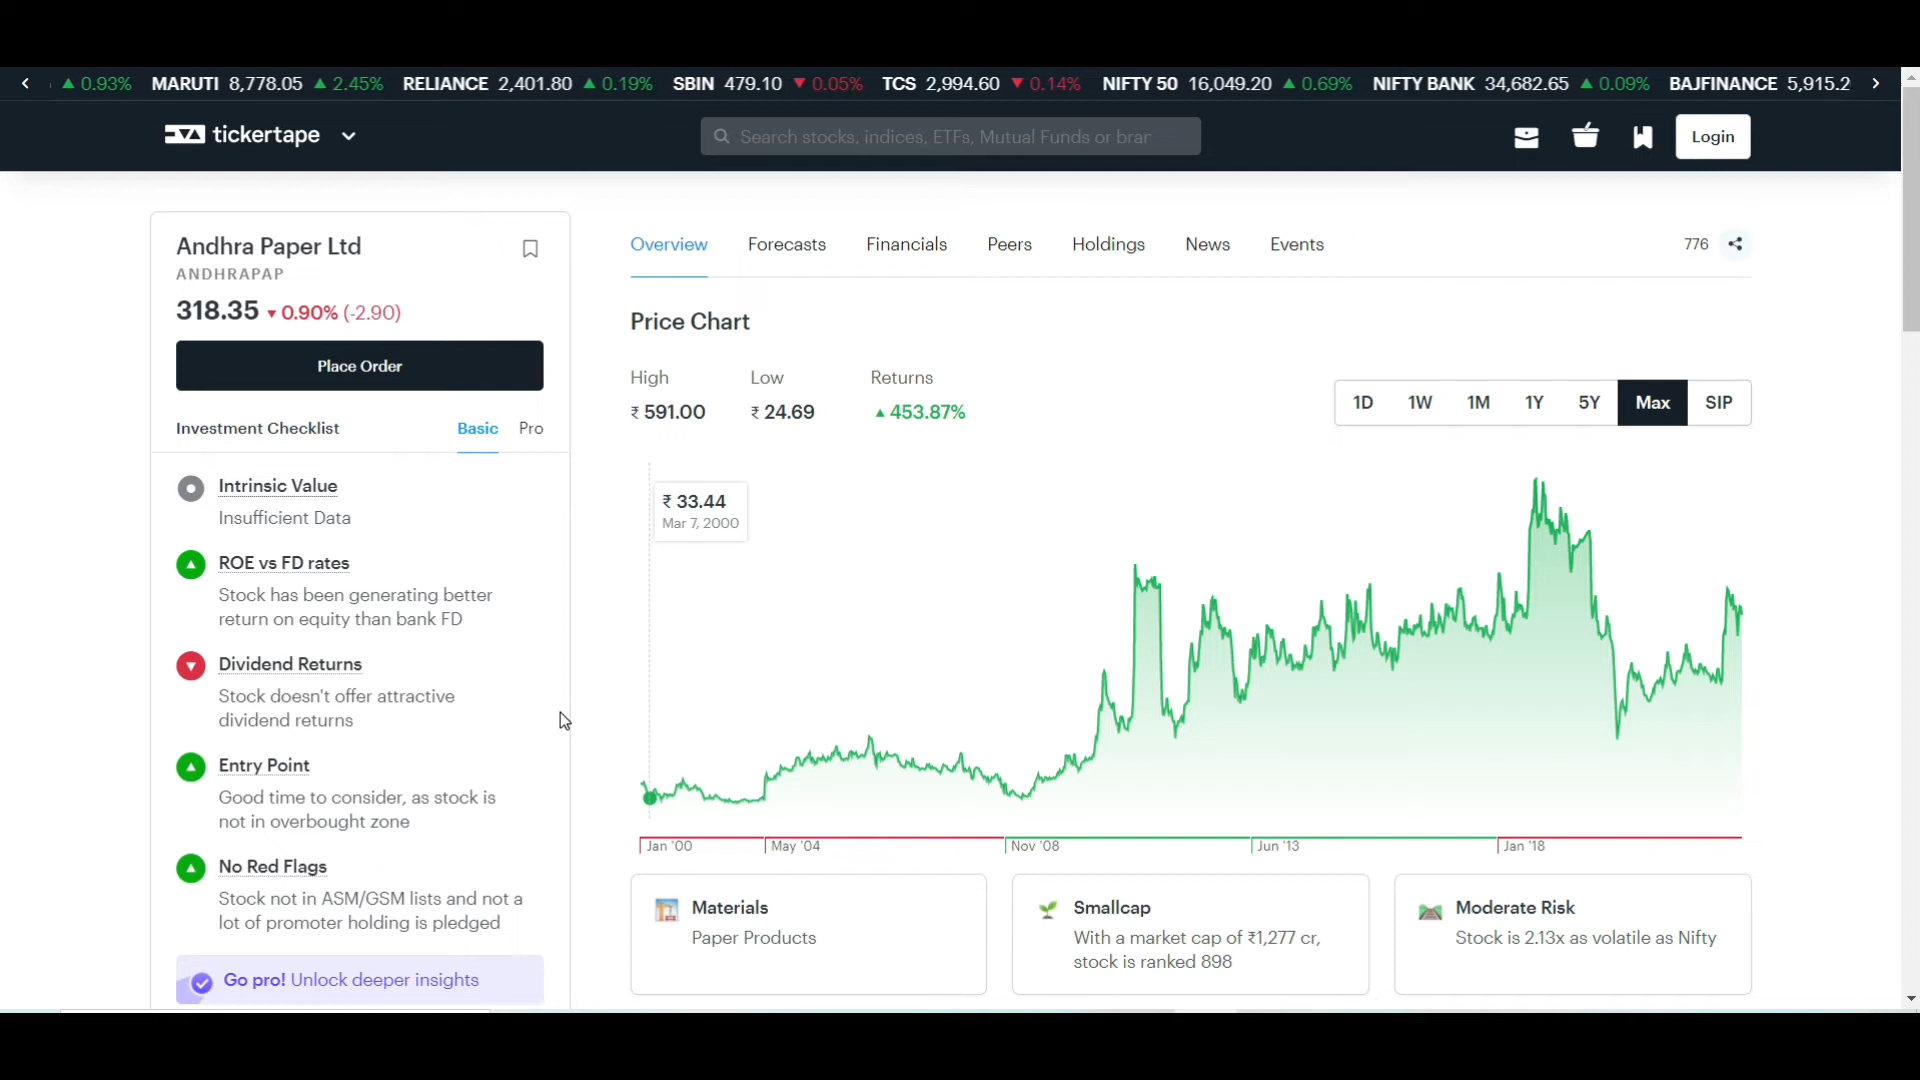 0.93% MARUTI 8,778.05 2.45% RELIANCE 2,401.80 0.19% SBIN 479.10 0.05% TCS 2,994.60 0.14% NIFTY 50 16,049.20 0.69% NIFTY BANK 34,682.65 0.09% BAJFINANCE 5,915.2
tickertape
Search stocks, indices, ETFs, Mutual Funds or brar
Login
Andhra Paper Ltd
ANDHRAPAP
318.35 0.90% (-2.90)
Place Order
Investment Checklist Basic Pro
Intrinsic Value
Insufficient Data
ROE vs FD rates
Stock has been generating better
return on equity than bank FD
Dividend Returns
Stock doesn't offer attractive
dividend returns
Entry Point
Good time to consider, as stock is
not in overbought zone
No Red Flags
Stock not in ASM/GSM lists and not a
lot of promoter holding is pledged
Go pro! Unlock deeper insights
Overview Forecasts Financials Peers Holdings News Events 776
Price Chart
High Low Returns
₹ 591.00 ₹ 24.69 453.87%
1D 1W 1M 1Y 5Y Max SIP
₹ 33.44
Mar 7, 2000
Jan '00 May '04 Nov '08 Jun '13 Jan '18
Materials
Paper Products
Smallcap
With a market cap of ₹1,277 cr,
stock is ranked 898
Moderate Risk
Stock is 2.13x as volatile as Nifty